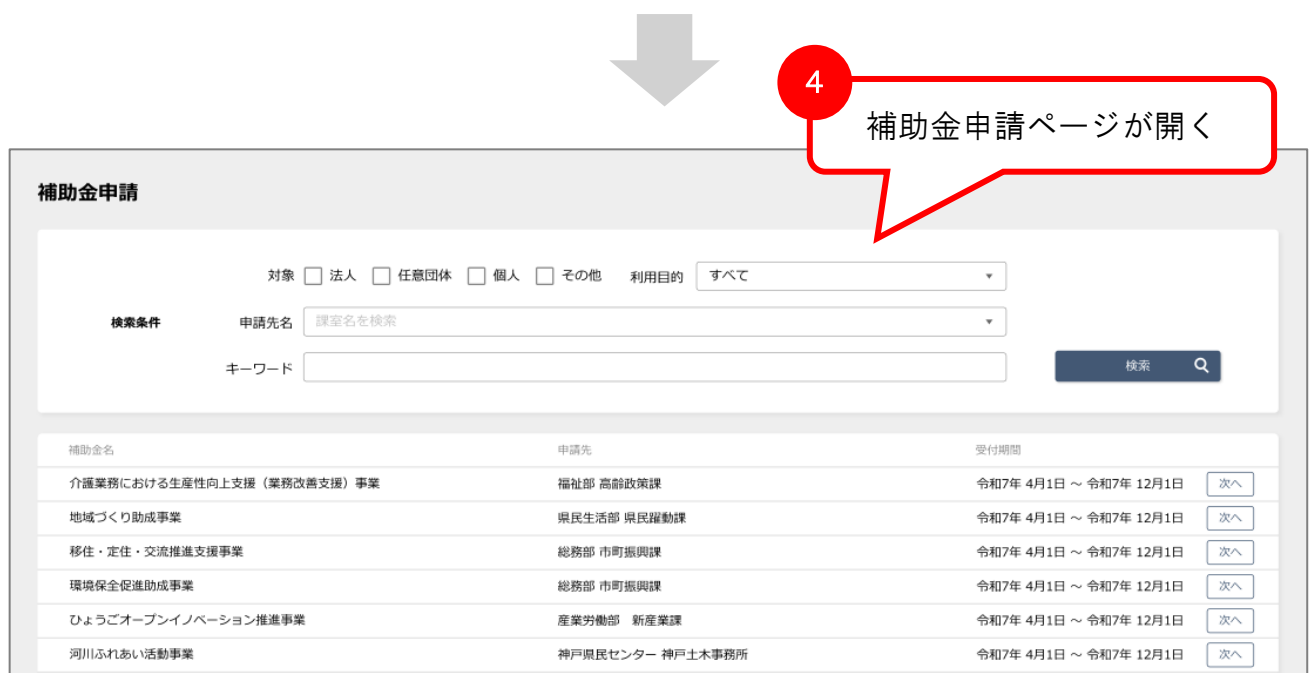 4
補助金申請ページが開く
補助金申請
対象 法人 任意団体 個人 その他 利用目的 すべて
検索条件 申請先名 課室名を検索
キーワード 検索
補助金名 申請先 受付期間
介護業務における生産性向上支援（業務改善支援）事業 福祉部 高齢政策課 令和7年 4月1日 ～ 令和7年 12月1日 次へ
地域づくり助成事業 県民生活部 県民躍動課 令和7年 4月1日 ～ 令和7年 12月1日 次へ
移住・定住・交流推進支援事業 総務部 市町振興課 令和7年 4月1日 ～ 令和7年 12月1日 次へ
環境保全促進助成事業 総務部 市町振興課 令和7年 4月1日 ～ 令和7年 12月1日 次へ
ひょうごオープンイノベーション推進事業 産業労働部　新産業課 令和7年 4月1日 ～ 令和7年 12月1日 次へ
河川ふれあい活動事業 神戸県民センター 神戸土木事務所 令和7年 4月1日 ～ 令和7年 12月1日 次へ